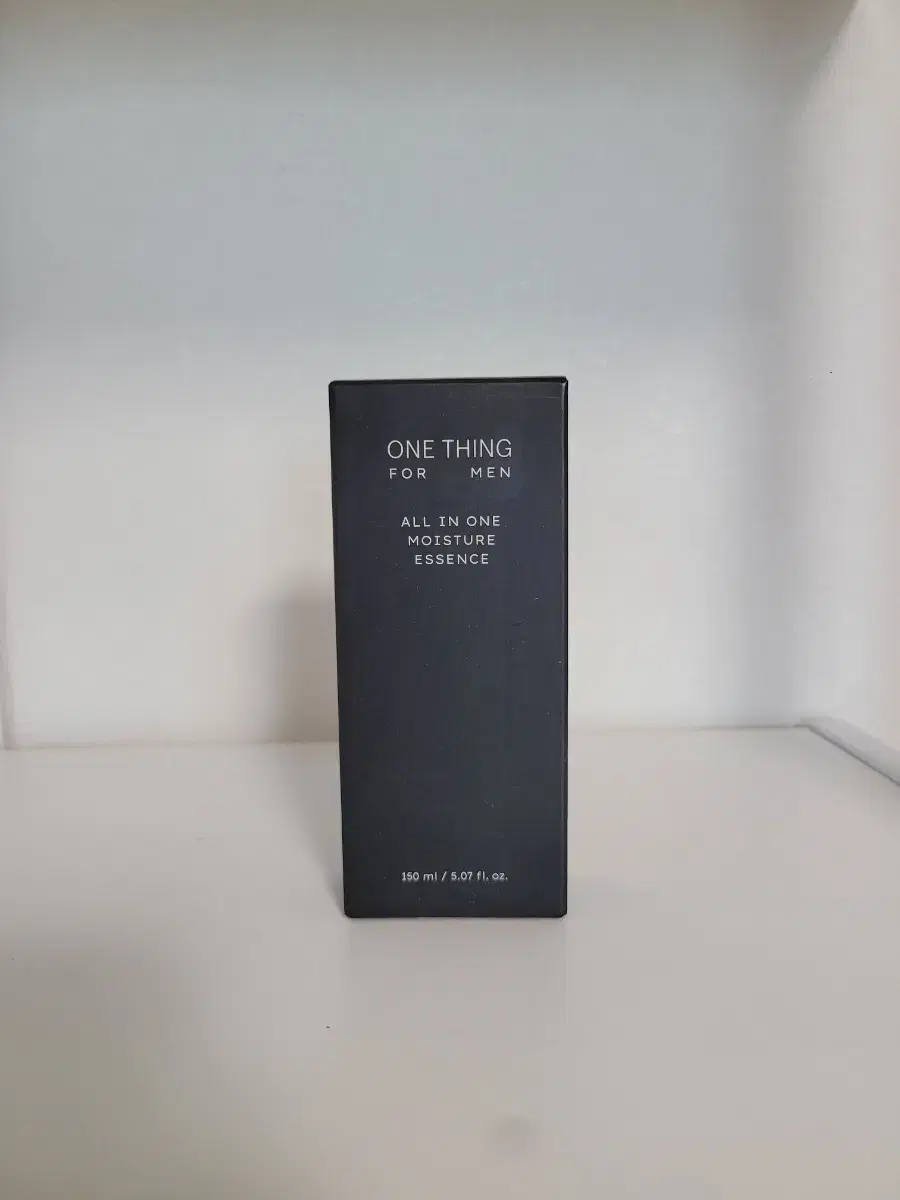 ONE THING
FOR MEN
ALL IN ONE
MOISTURE
ESSENCE
150 ml / 5.07 fl. oz.